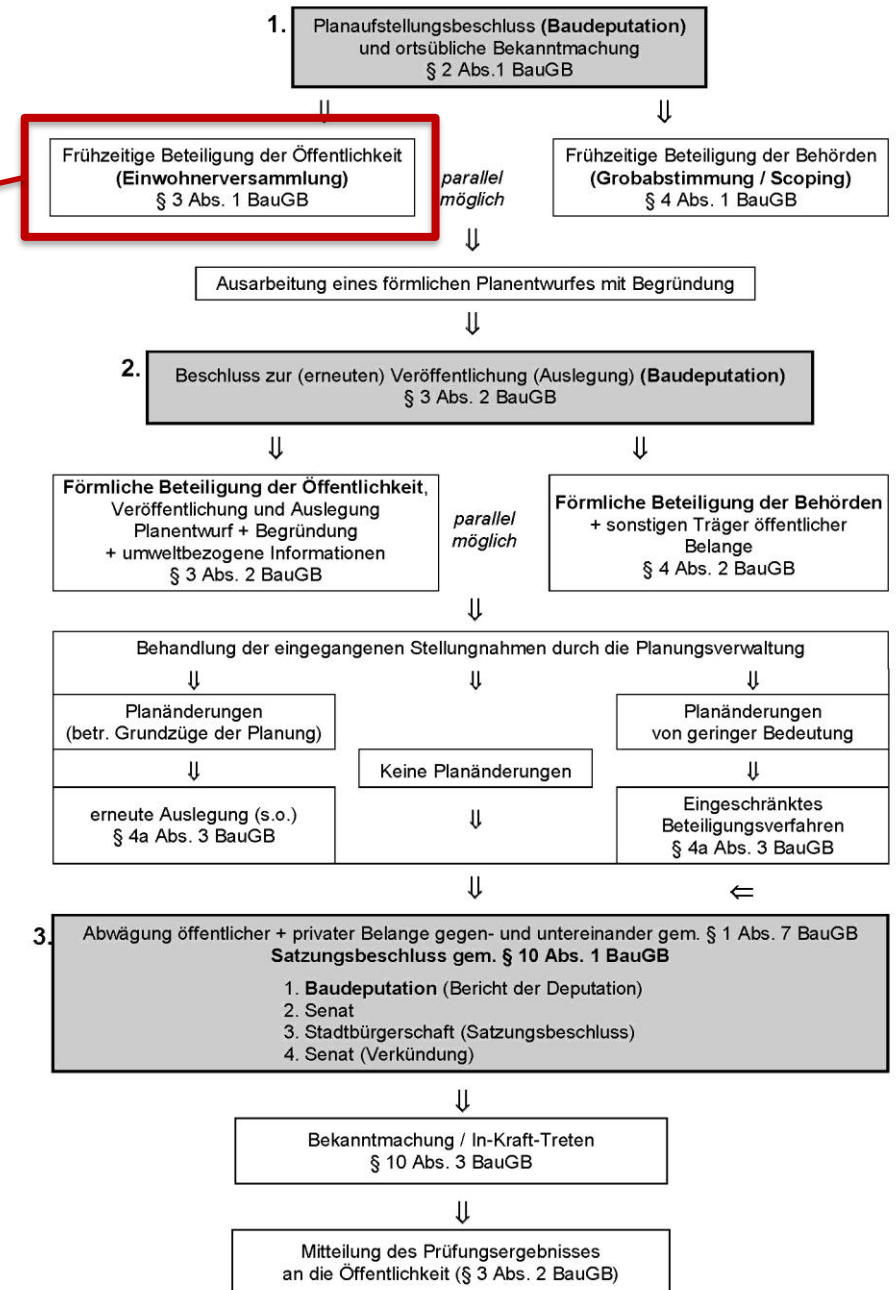 1. Planaufstellungsbeschluss (Baudeputation)
und ortsübliche Bekanntmachung
§ 2 Abs.1 BauGB
⇓ ⇓
Frühzeitige Beteiligung der Öffentlichkeit
(Einwohnerversammlung)
§ 3 Abs. 1 BauGB
parallel
möglich
Frühzeitige Beteiligung der Behörden
(Grobabstimmung / Scoping)
§ 4 Abs. 1 BauGB
⇓
Ausarbeitung eines förmlichen Planentwurfes mit Begründung
⇓
2. Beschluss zur (erneuten) Veröffentlichung (Auslegung) (Baudeputation)
§ 3 Abs. 2 BauGB
⇓ ⇓
Förmliche Beteiligung der Öffentlichkeit,
Veröffentlichung und Auslegung
Planentwurf + Begründung
+ umweltbezogene Informationen
§ 3 Abs. 2 BauGB
parallel
möglich
Förmliche Beteiligung der Behörden
+ sonstigen Träger öffentlicher
Belange
§ 4 Abs. 2 BauGB
⇓
Behandlung der eingegangenen Stellungnahmen durch die Planungsverwaltung
⇓ ⇓ ⇓
Planänderungen
(betr. Grundzüge der Planung)
⇓
erneute Auslegung (s.o.)
§ 4a Abs. 3 BauGB
Keine Planänderungen
⇓
Planänderungen
von geringer Bedeutung
⇓
Eingeschränktes
Beteiligungsverfahren
§ 4a Abs. 3 BauGB
⇓ ⇐
3. Abwägung öffentlicher + privater Belange gegen- und untereinander gem. § 1 Abs. 7 BauGB
Satzungsbeschluss gem. § 10 Abs. 1 BauGB
1. Baudeputation (Bericht der Deputation)
2. Senat
3. Stadtbürgerschaft (Satzungsbeschluss)
4. Senat (Verkündung)
⇓
Bekanntmachung / In-Kraft-Treten
§ 10 Abs. 3 BauGB
⇓
Mitteilung des Prüfungsergebnisses
an die Öffentlichkeit (§ 3 Abs. 2 BauGB)